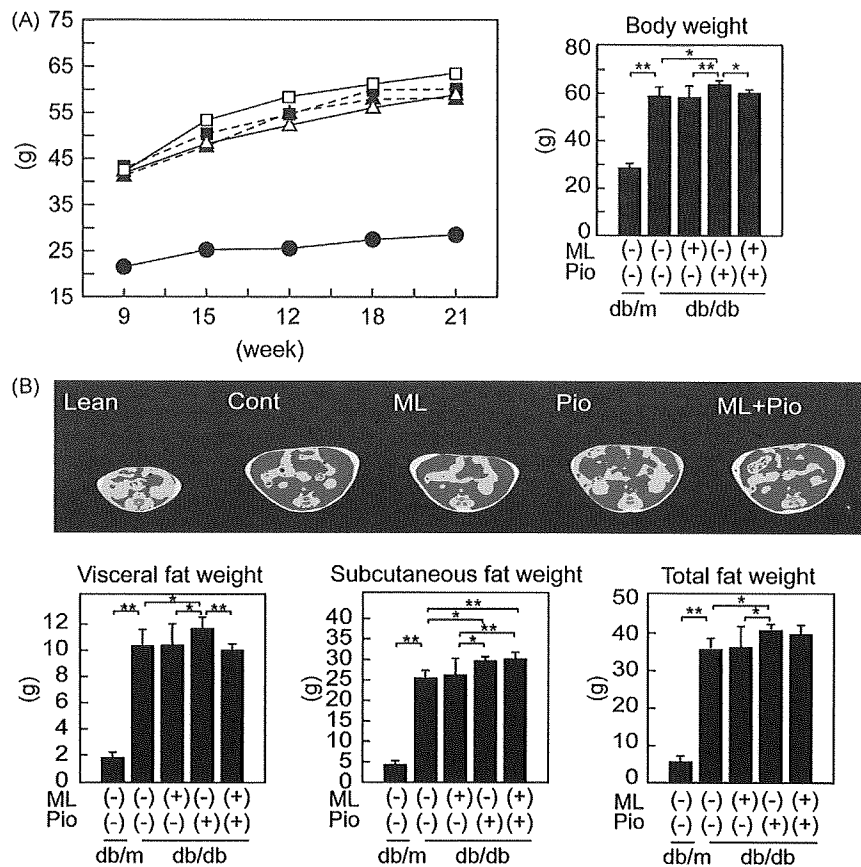 (A)
75
65
55
45
35
25
15
(g)
9 15 12 18 21
(week)
Body weight
80
60
40
20
0
(g)
*
** ** *
ML (-) (-) (+) (-) (+)
Pio (-) (-) (-) (+) (+)
db/m db/db
(B)
Lean Cont ML Pio ML+Pio
Visceral fat weight
12
10
8
6
4
2
0
(g)
*
** * **
ML (-) (-) (+) (-) (+)
Pio (-) (-) (-) (+) (+)
db/m db/db
Subcutaneous fat weight
40
35
30
25
20
15
10
5
0
(g)
**
*
**
** *
ML (-) (-) (+) (-) (+)
Pio (-) (-) (-) (+) (+)
db/m db/db
Total fat weight
50
40
30
20
10
0
(g)
*
** *
ML (-) (-) (+) (-) (+)
Pio (-) (-) (-) (+) (+)
db/m db/db